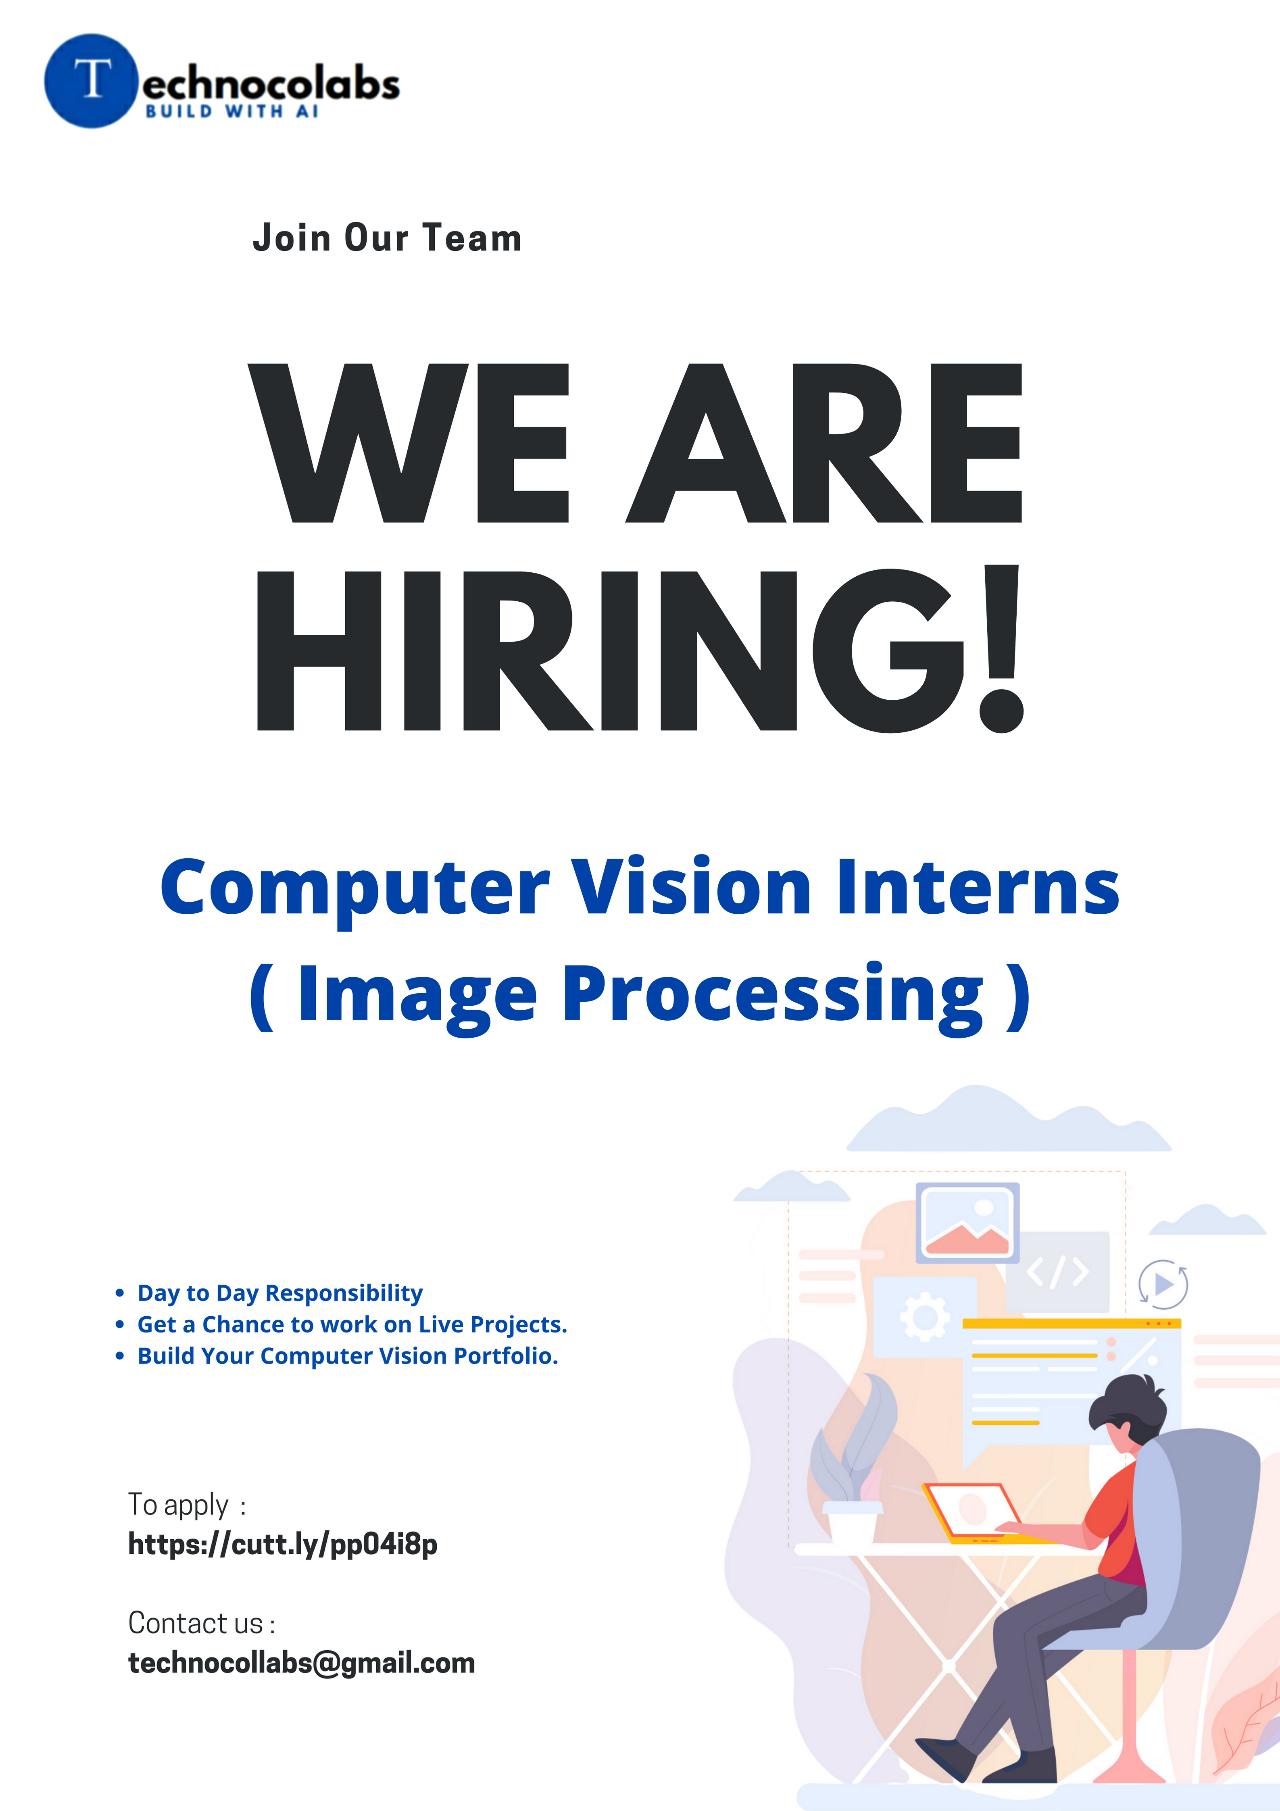 Technocolabs
BUILD WITH AI
Join Our Team
WE ARE
HIRING!
Computer Vision Interns
( Image Processing )
</>
• Day to Day Responsibility
• Get a Chance to work on Live Projects.
• Build Your Computer Vision Portfolio.
To apply :
https://cutt.ly/pp04i8p
Contact us :
technocollabs@gmail.com